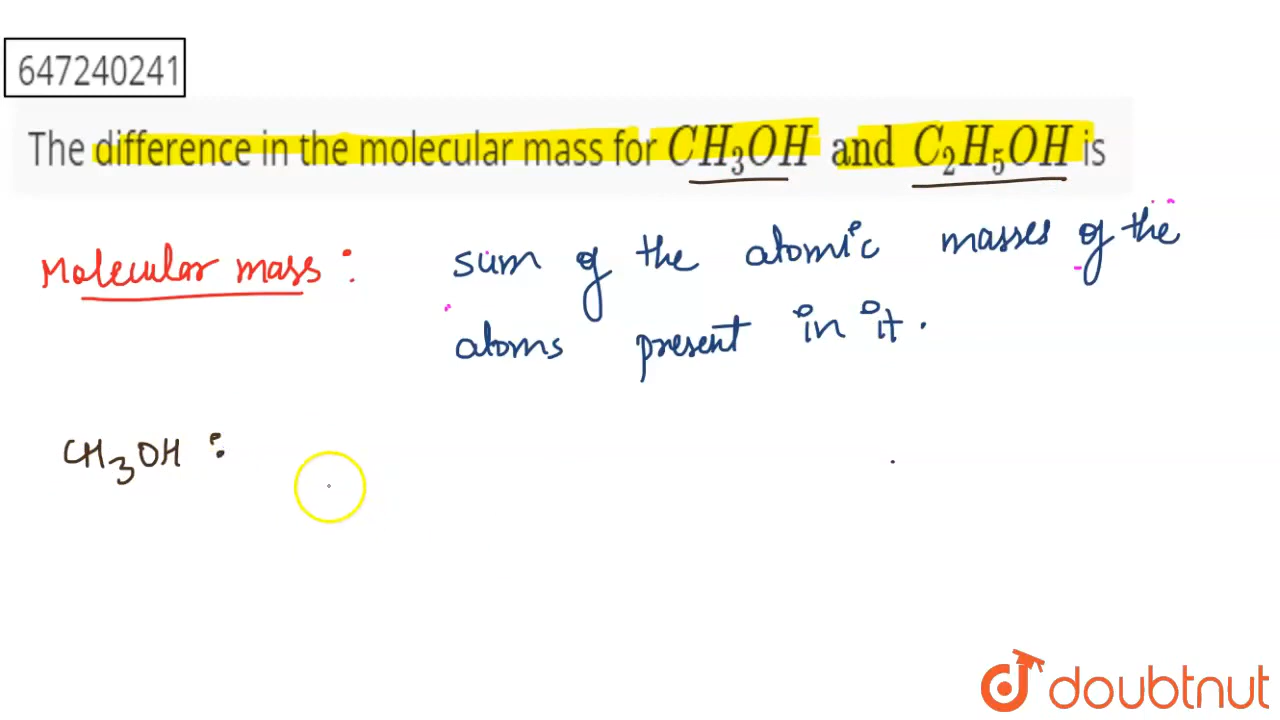 647240241
The difference in the molecular mass for CH₃OH and C₂H₅OH is
Molecular mass : sum of the atomic masses of the
atoms present in it.
CH₃OH :
doubtnut